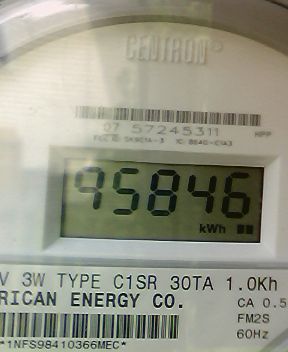 CENTRON®
07 57245311 HPP
95846
kWh
V 3W TYPE C1SR 30TA 1.0Kh
RICAN ENERGY CO. CA 0.5
FM2S
60Hz
*1NFS98410366MEC*